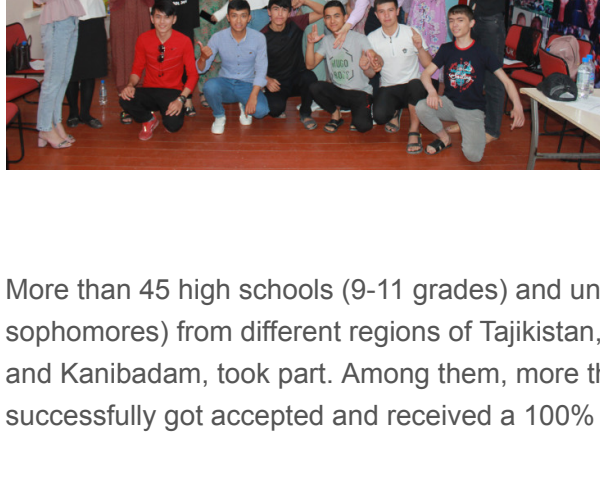 More than 45 high schools (9-11 grades) and un
sophomores) from different regions of Tajikistan,
and Kanibadam, took part. Among them, more th
successfully got accepted and received a 100%